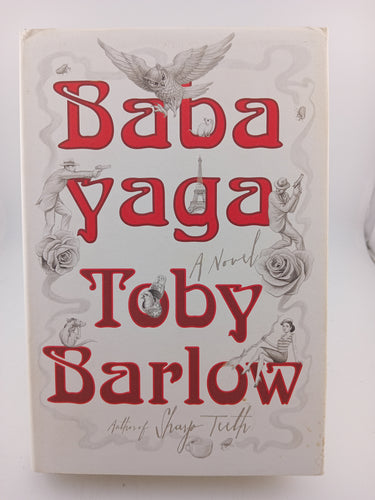 Baba
yaga
A Novel
Toby
Barlow
Author of Sharp Teeth